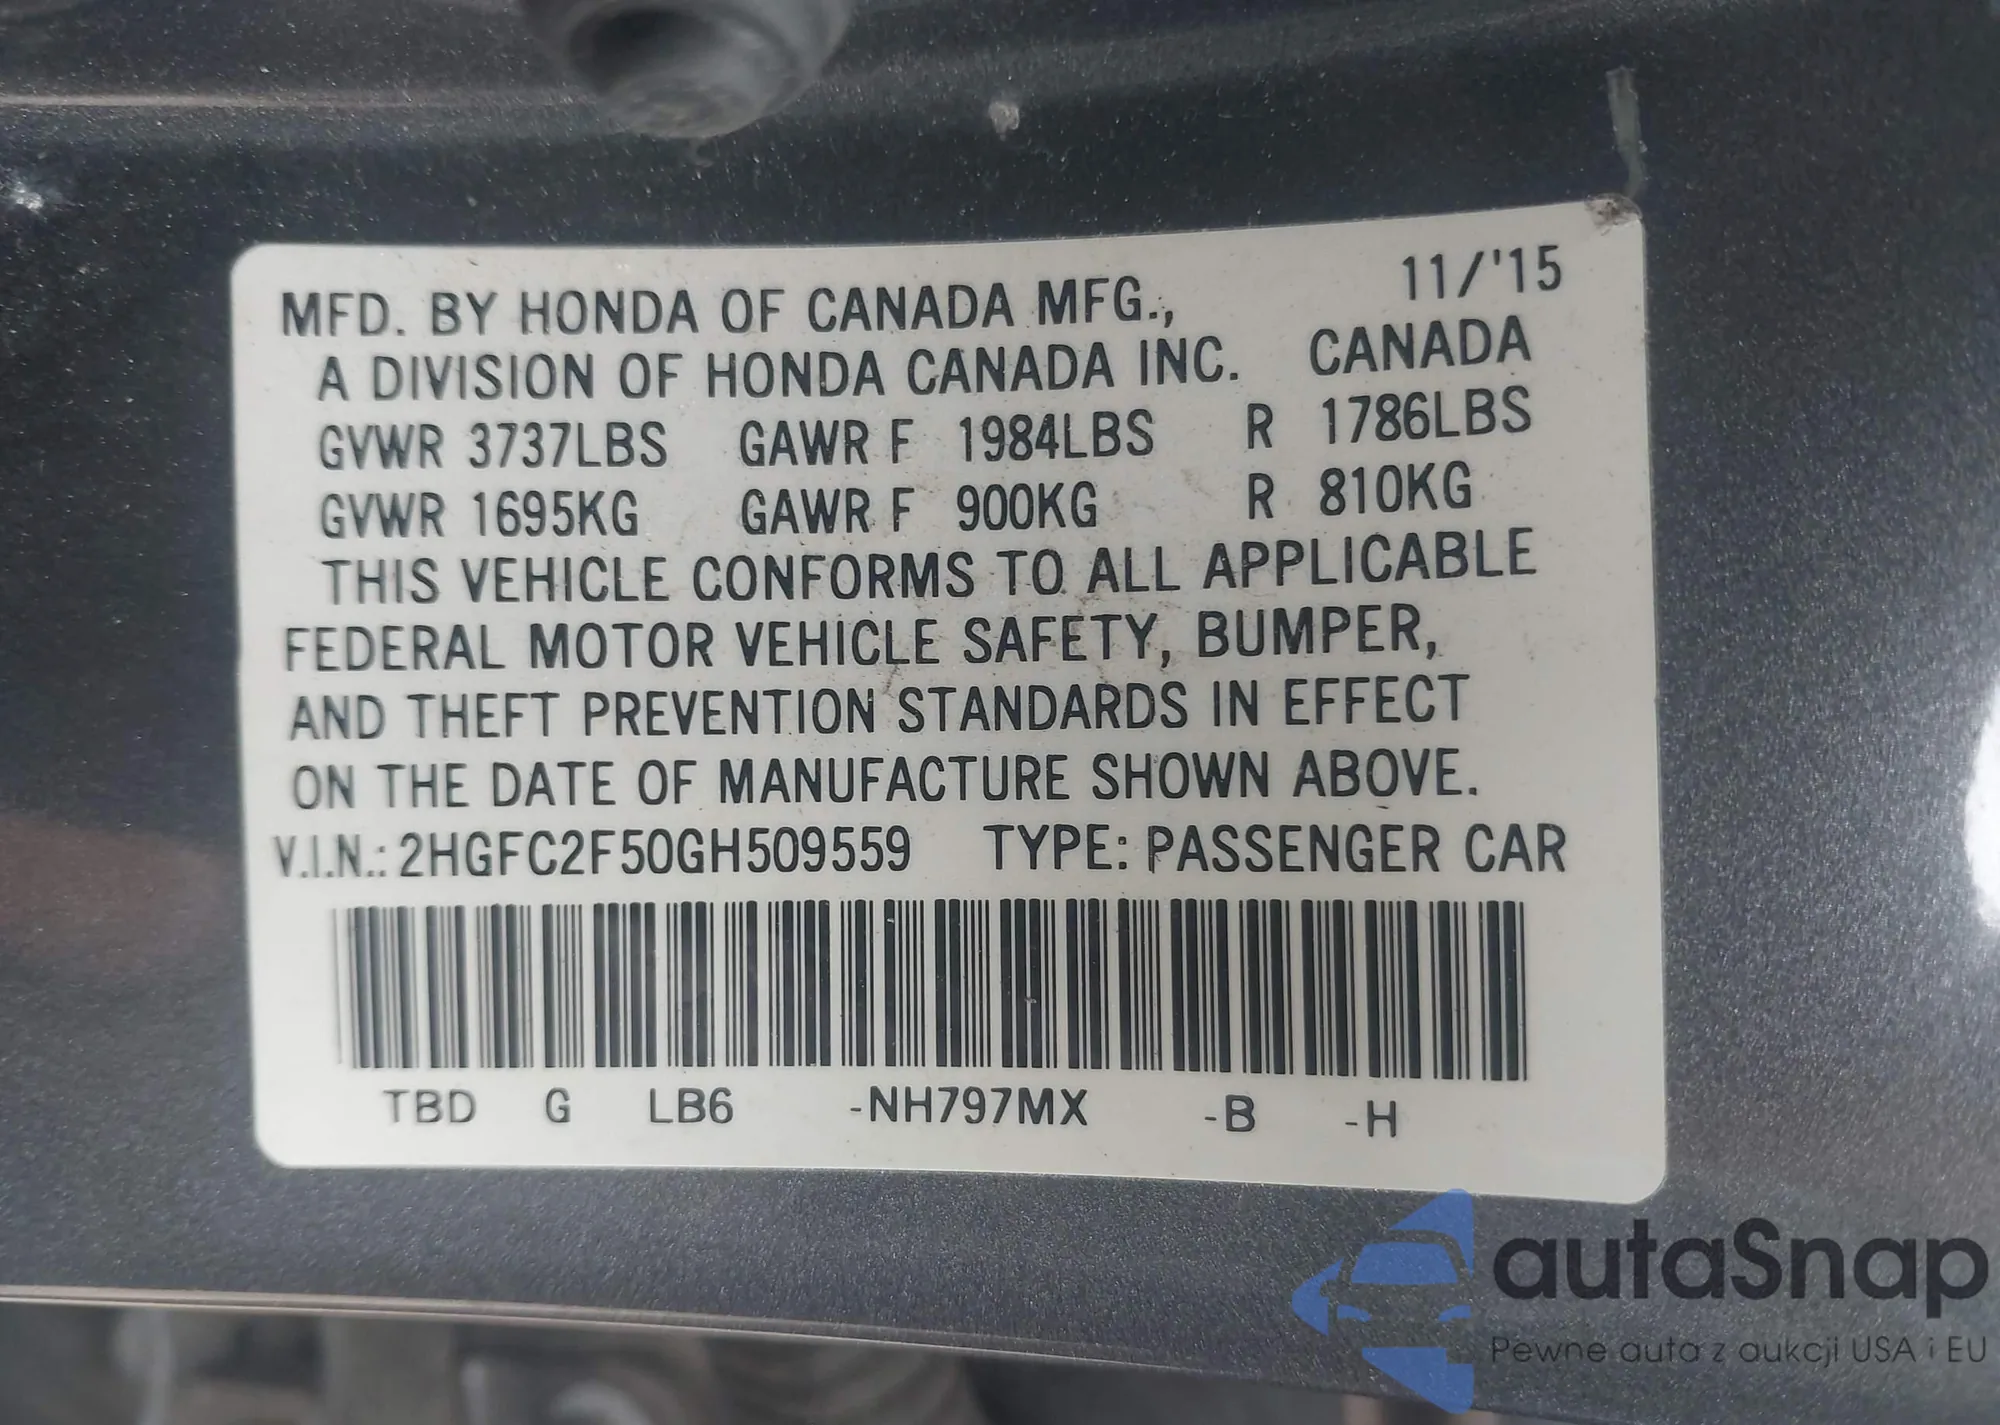 11/'15
MFD. BY HONDA OF CANADA MFG.,
A DIVISION OF HONDA CANADA INC. CANADA
GVWR 3737LBS GAWR F 1984LBS R 1786LBS
GVWR 1695KG GAWR F 900KG R 810KG
THIS VEHICLE CONFORMS TO ALL APPLICABLE
FEDERAL MOTOR VEHICLE SAFETY, BUMPER,
AND THEFT PREVENTION STANDARDS IN EFFECT
ON THE DATE OF MANUFACTURE SHOWN ABOVE.
V.I.N.: 2HGFC2F50GH509559 TYPE: PASSENGER CAR
TBD G LB6 -NH797MX -B -H
autaSnap
Pewne auta z aukcji USA i EU